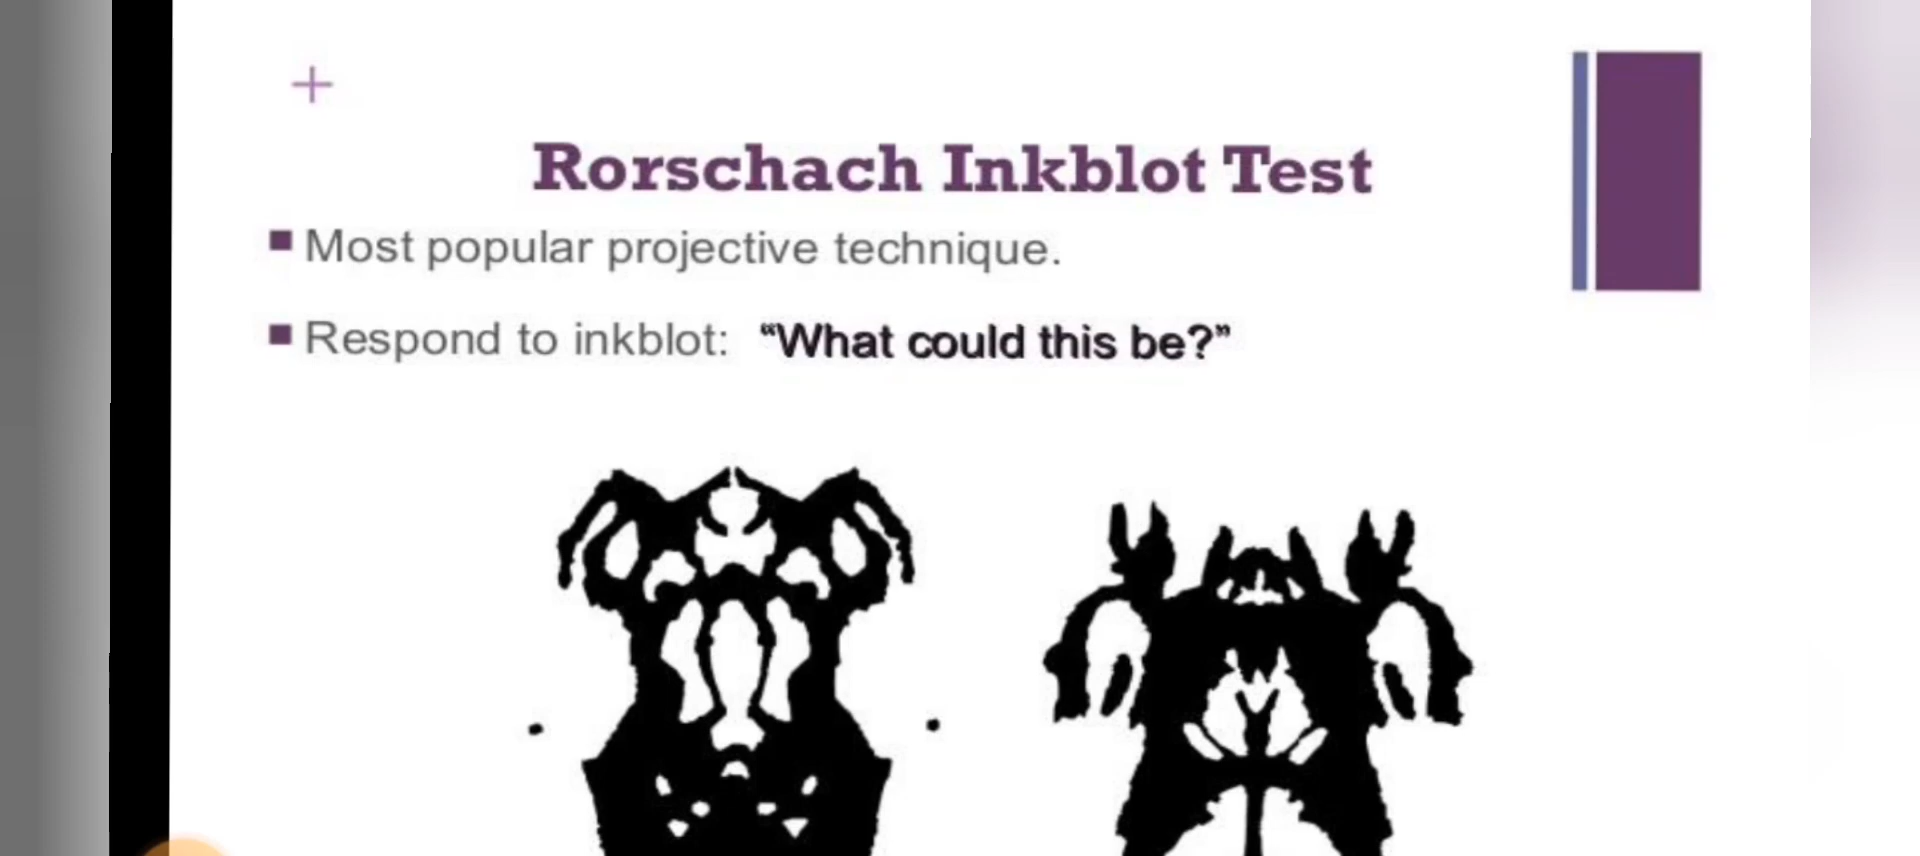 Rorschach Inkblot Test
Most popular projective technique.
Respond to inkblot: “What could this be?”